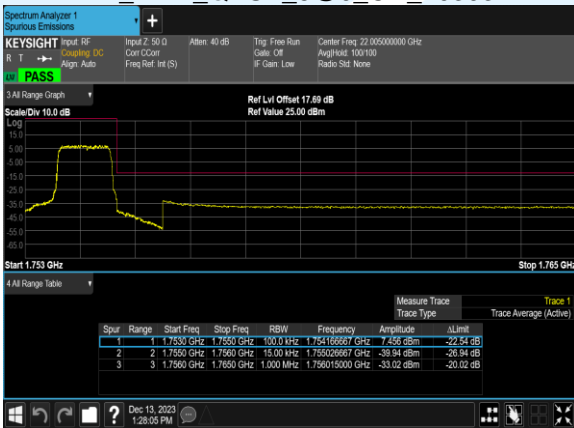 Spectrum Analyzer 1
Spurious Emissions
KEYSIGHT Input: RF Input Z: 50 Ω Atten: 40 dB Trig: Free Run Center Freq: 22.005000000 GHz
R T Coupling: DC Corr CCorr Gate: Off Avg|Hold: 100/100
Align: Auto Freq Ref: Int (S) IF Gain: Low Radio Std: None
LW PASS
3 All Range Graph
Ref Lvl Offset 17.69 dB
Scale/Div 10.0 dB Ref Value 25.00 dBm
Log
15.0
5.00
-5.00
-15.0
-25.0
-35.0
-45.0
-55.0
-65.0
Start 1.753 GHz Stop 1.765 GHz
4 All Range Table
Measure Trace Trace 1
Trace Type Trace Average (Active)
Spur Range Start Freq Stop Freq RBW Frequency Amplitude ΔLimit
1 1 1.7530 GHz 1.7550 GHz 100.0 kHz 1.754166667 GHz 7.456 dBm -22.54 dB
2 2 1.7550 GHz 1.7560 GHz 15.00 kHz 1.755026667 GHz -39.94 dBm -26.94 dB
3 3 1.7560 GHz 1.7650 GHz 1.000 MHz 1.756015000 GHz -33.02 dBm -20.02 dB
Dec 13, 2023
1:28:05 PM